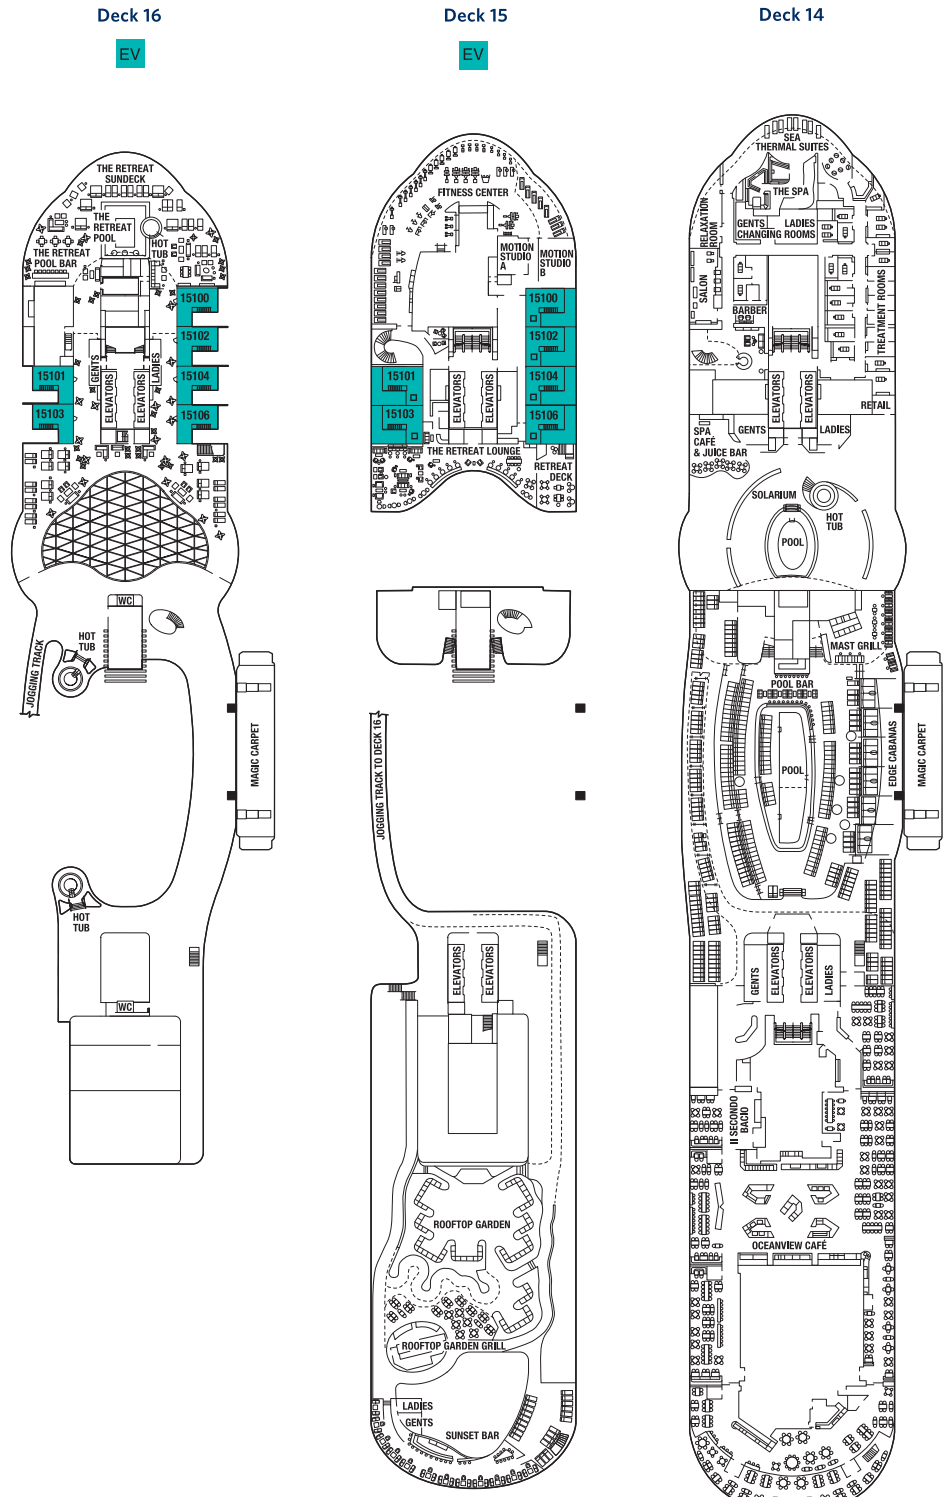 Deck 16
EV
THE RETREAT
SUNDECK
THE
RETREAT
POOL
HOT
TUB
THE RETREAT
POOL BAR
15100
15102
GENTS
LADIES
15101
15104
ELEVATORS
ELEVATORS
15103
15106
WC
HOT
TUB
JOGGING TRACK
MAGIC CARPET
HOT
TUB
WC
Deck 15
EV
FITNESS CENTER
MOTION
STUDIO
A
MOTION
STUDIO
B
15100
15102
15101
15104
ELEVATORS
ELEVATORS
15103
15106
THE RETREAT LOUNGE
RETREAT
DECK
JOGGING TRACK TO DECK 16
ELEVATORS
ELEVATORS
ROOFTOP GARDEN
ROOFTOP GARDEN GRILL
LADIES
GENTS
SUNSET BAR
Deck 14
SEA
THERMAL SUITES
THE SPA
RELAXATION
ROOM
GENTS
LADIES
CHANGING ROOMS
SALON
BARBER
TREATMENT ROOMS
ELEVATORS
ELEVATORS
RETAIL
SPA
CAFÉ
& JUICE BAR
GENTS
LADIES
SOLARIUM
HOT
TUB
POOL
MAST GRILL
POOL BAR
POOL
EDGE CABANAS
MAGIC CARPET
GENTS
ELEVATORS
ELEVATORS
LADIES
II SECONDO
BACIO
OCEANVIEW CAFÉ